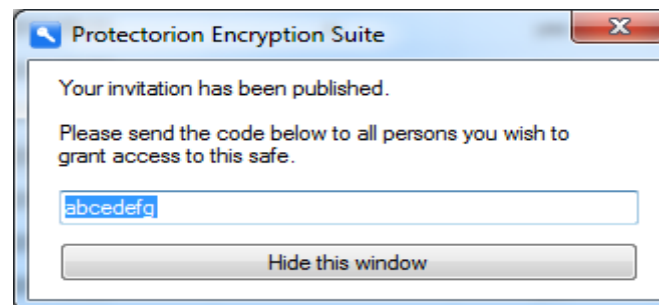 Protectorion Encryption Suite
Your invitation has been published.
Please send the code below to all persons you wish to
grant access to this safe.
abcedefg
Hide this window